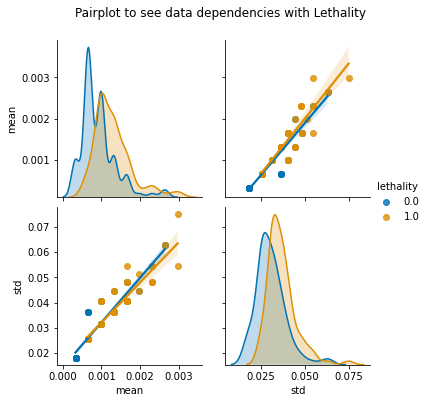 Pairplot to see data dependencies with Lethality
mean
0.003
0.002
0.001
lethality
0.0
1.0
std
0.07
0.06
0.05
0.04
0.03
0.02
0.000 0.001 0.002 0.003
mean
0.025 0.050 0.075
std